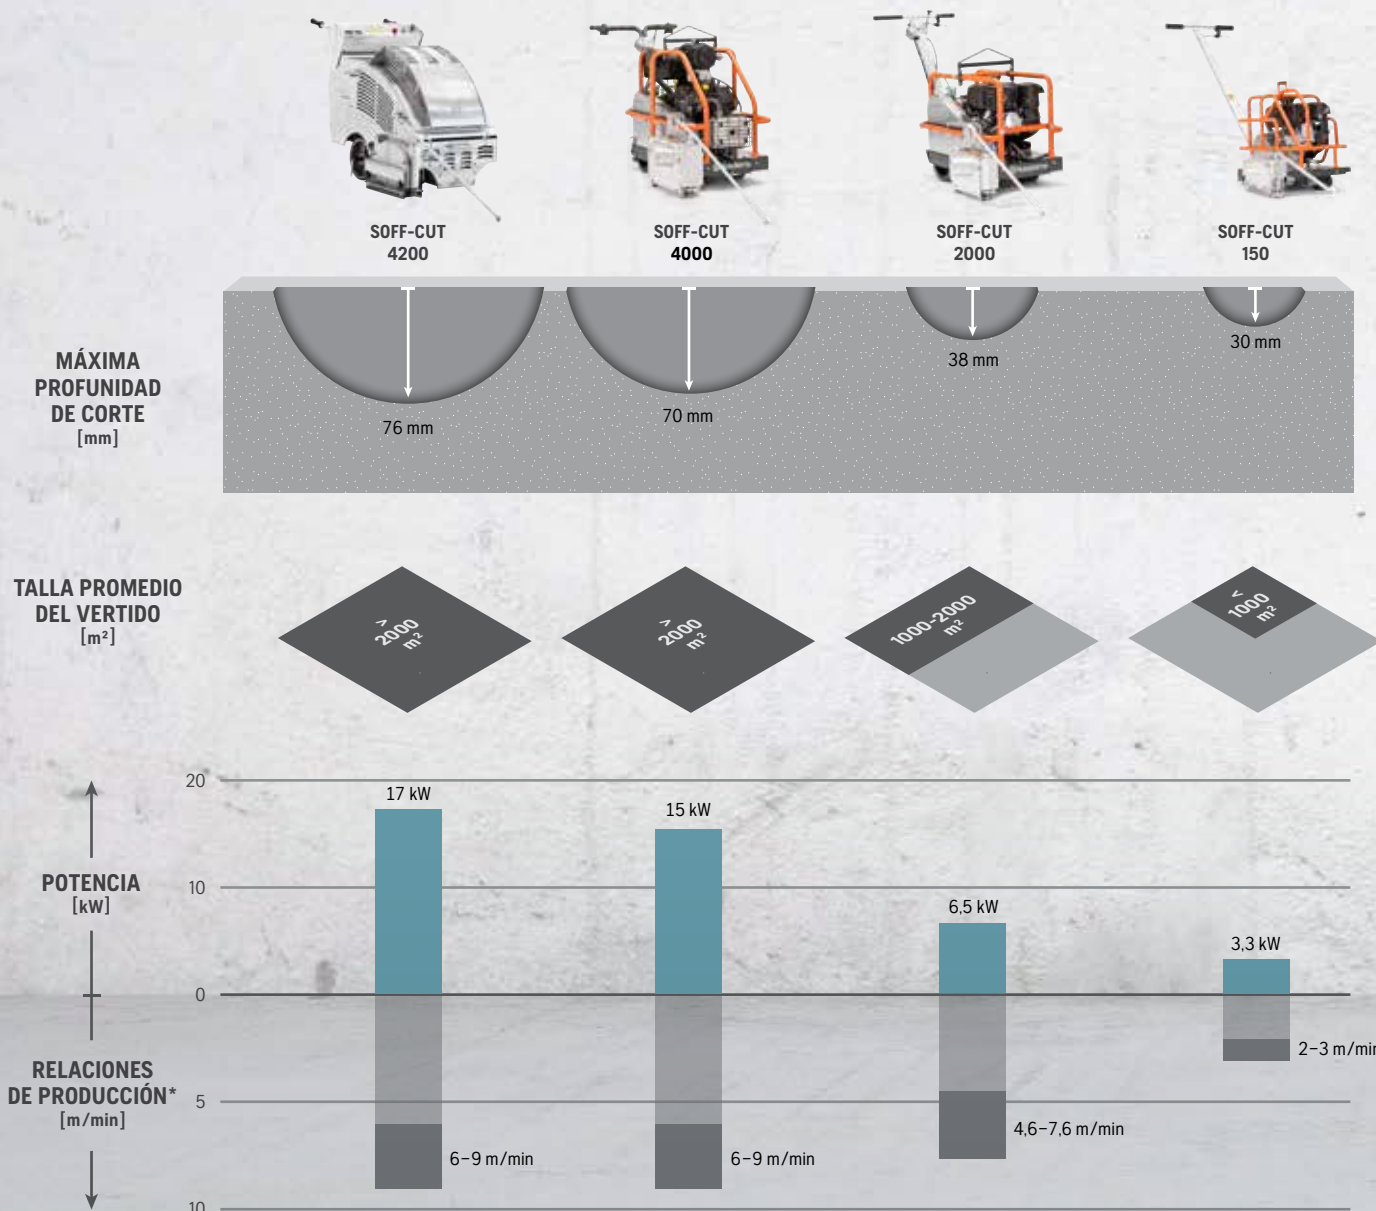 SOFF-CUT
4200
SOFF-CUT
4000
SOFF-CUT
2000
SOFF-CUT
150
MÁXIMA
PROFUNIDAD
DE CORTE
[mm]
76 mm
70 mm
38 mm
30 mm
TALLA PROMEDIO
DEL VERTIDO
[m²]
>
2000
m²
>
2000
m²
1000-2000
m²
<
1000
m²
POTENCIA
[kW]
20
10
0
17 kW
15 kW
6,5 kW
3,3 kW
RELACIONES
DE PRODUCCIÓN*
[m/min]
5
10
6–9 m/min
6–9 m/min
4,6–7,6 m/min
2–3 m/min